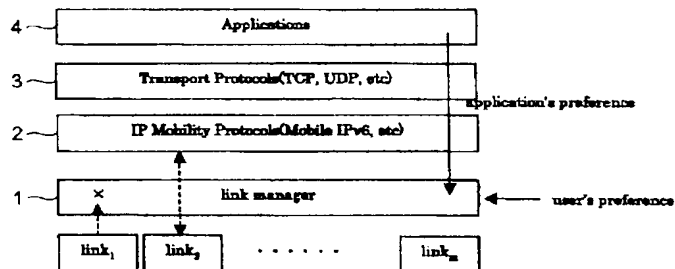 4 Applications
3 Transport Protocols(TCP, UDP, etc)
application's preference
2 IP Mobility Protocols(Mobile IPv6, etc)
1 × link manager user's preference
link₁ link₂ · · · · · · linkₘ